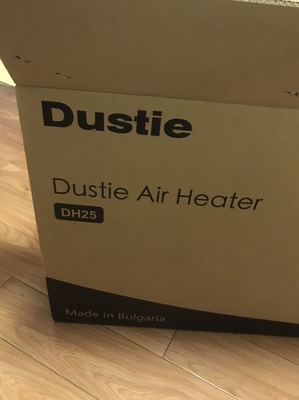 Dustie
Dustie Air Heater
DH25
Made in Bulgaria